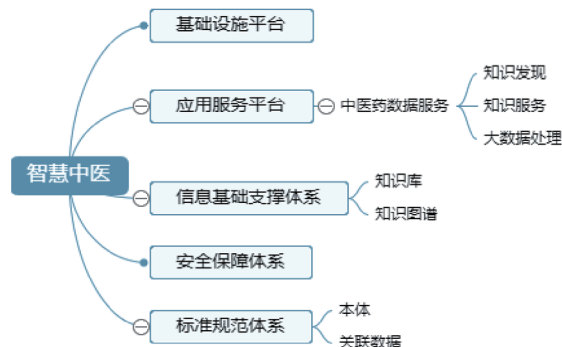 智慧中医
基础设施平台
应用服务平台
中医药数据服务
知识发现
知识服务
大数据处理
信息基础支撑体系
知识库
知识图谱
安全保障体系
标准规范体系
本体
关联数据